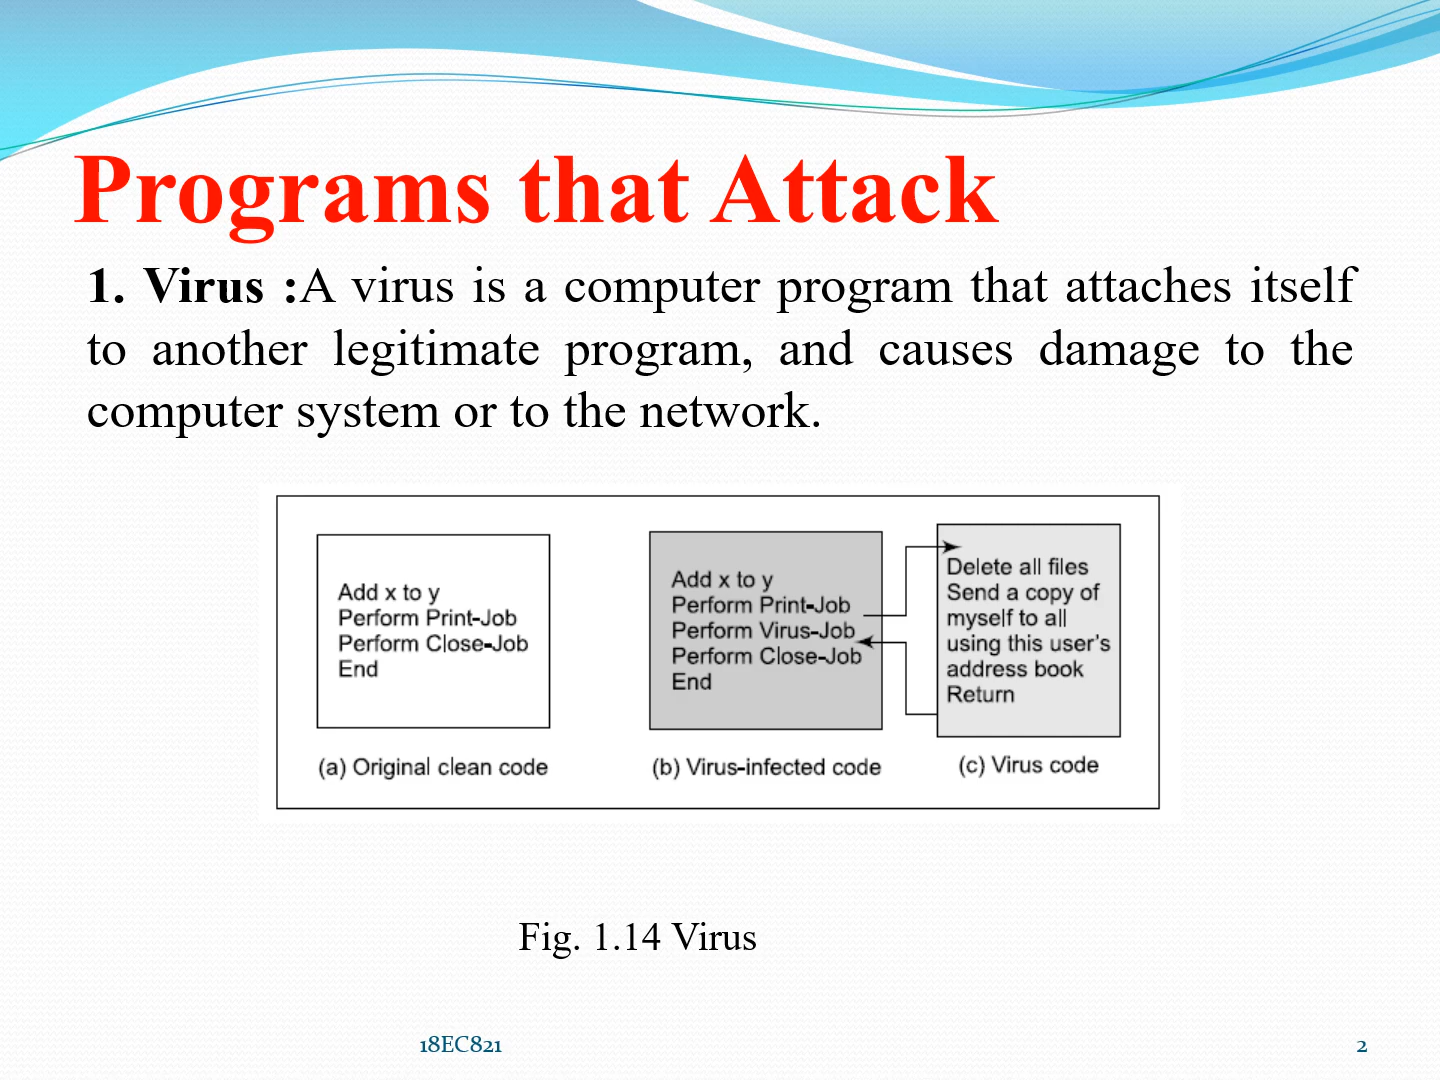 Programs that Attack
1. Virus :A virus is a computer program that attaches itself
to another legitimate program, and causes damage to the
computer system or to the network.
Add x to y
Perform Print-Job
Perform Close-Job
End
(a) Original clean code
Add x to y
Perform Print-Job
Perform Virus-Job
Perform Close-Job
End
(b) Virus-infected code
Delete all files
Send a copy of
myself to all
using this user's
address book
Return
(c) Virus code
Fig. 1.14 Virus
18EC821
2